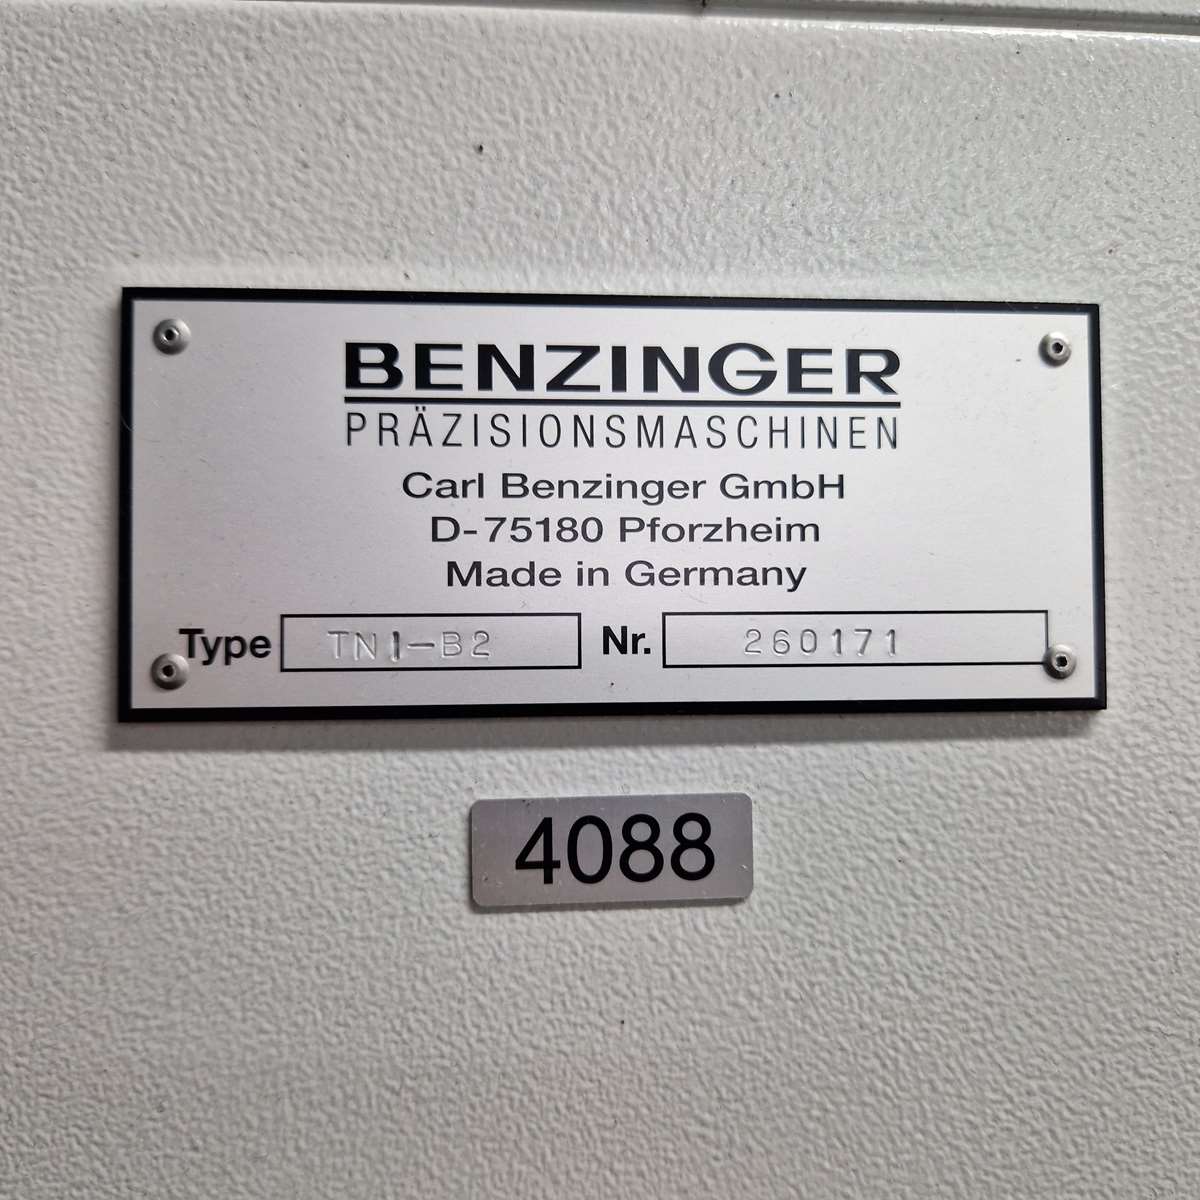 BENZINGER
PRÄZISIONSMASCHINEN
Carl Benzinger GmbH
D-75180 Pforzheim
Made in Germany
Type TN1-B2 Nr. 260171
4088